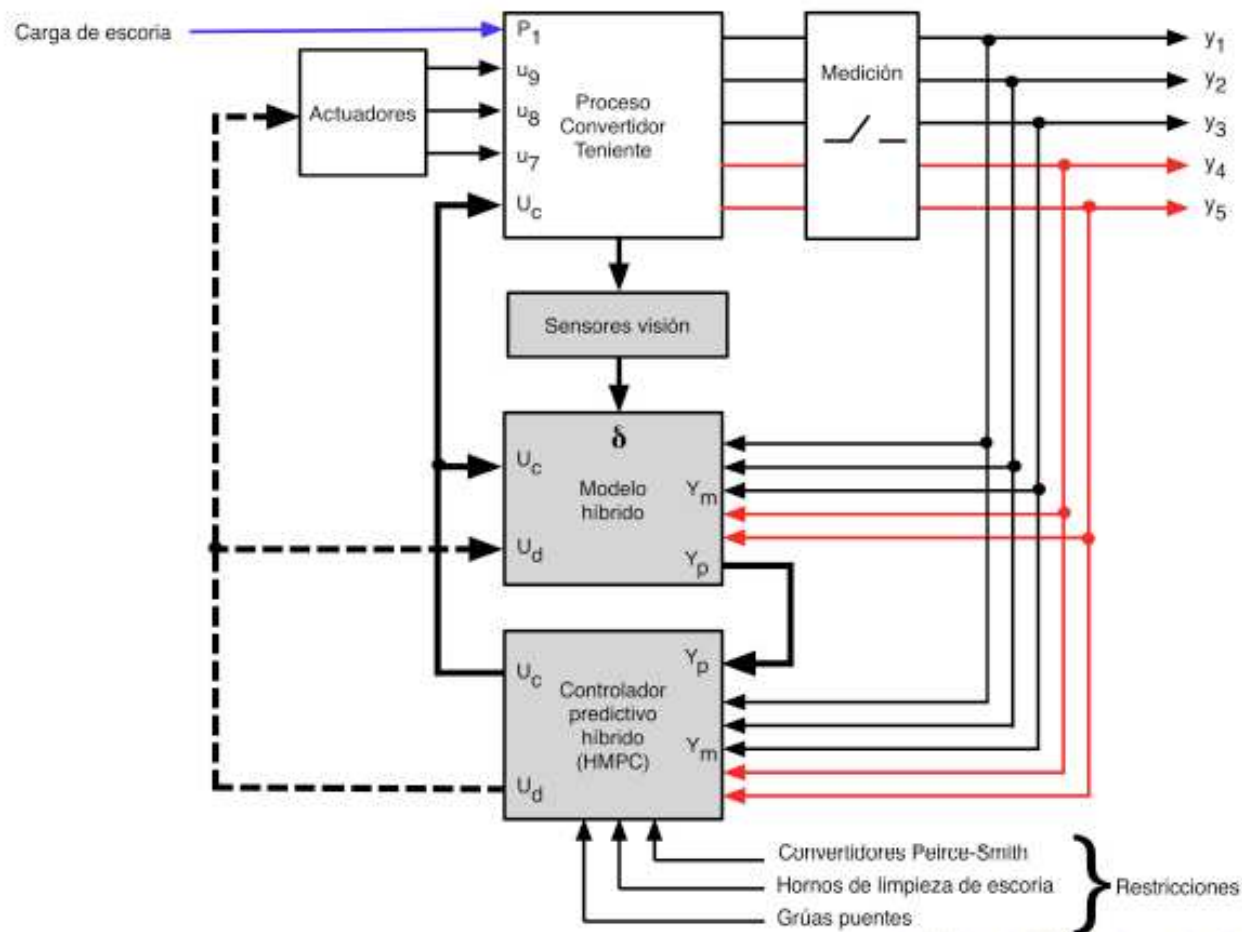 Carga de escoria
P1
u9
u8
u7
Uc
Actuadores
Proceso
Convertidor
Teniente
Medición
y1
y2
y3
y4
y5
Sensores visión
δ
Uc
Modelo
híbrido
Ym
Ud
Yp
Uc
Yp
Controlador
predictivo
híbrido
(HMPC)
Ym
Ud
Convertidores Peirce-Smith
Hornos de limpieza de escoria
Grúas puentes
Restricciones